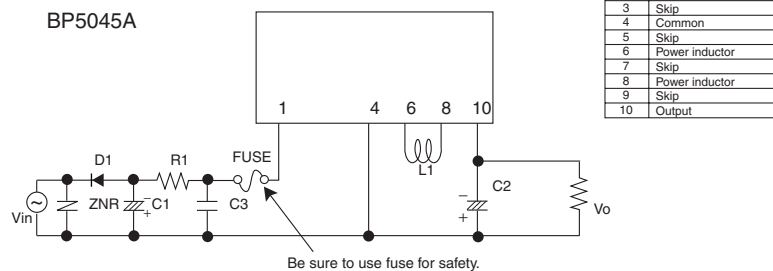 BP5045A
3 Skip
4 Common
5 Skip
6 Power inductor
7 Skip
8 Power inductor
9 Skip
10 Output
1 4 6 8 10
D1 R1 FUSE L1
Vin ZNR C1 C3 C2 Vo
− + − +
Be sure to use fuse for safety.